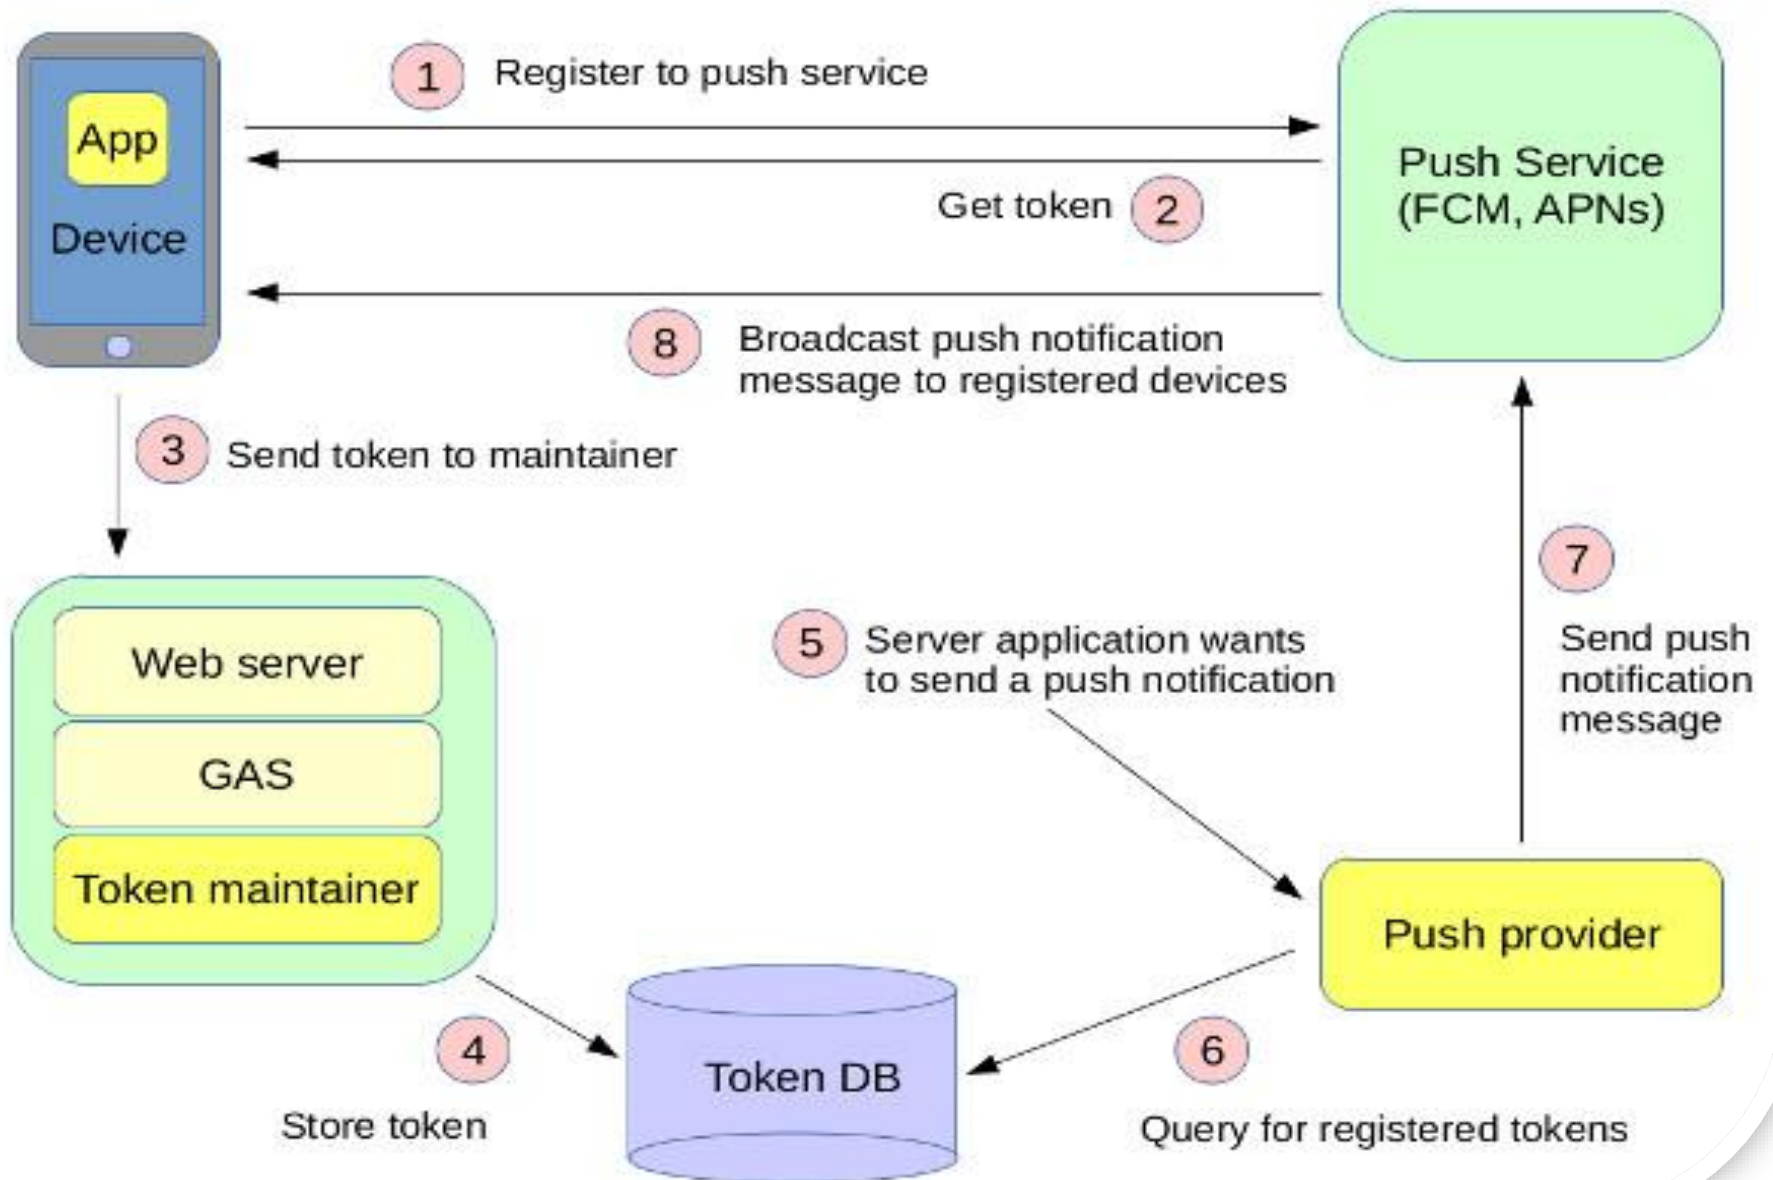 1
Register to push service
App
Device
Push Service
(FCM, APNs)
Get token
2
8
Broadcast push notification
message to registered devices
3
Send token to maintainer
7
Send push
notification
message
5
Server application wants
to send a push notification
Web server
GAS
Token maintainer
Push provider
4
Store token
Token DB
6
Query for registered tokens